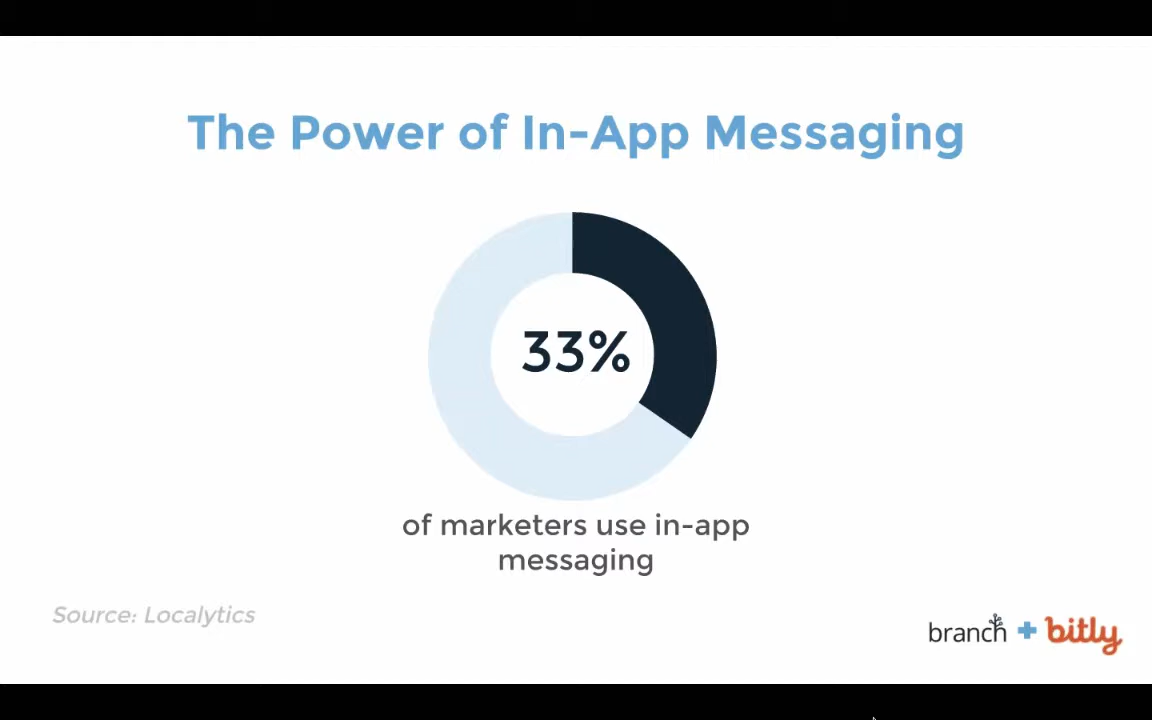 The Power of In-App Messaging
33%
of marketers use in-app
messaging
Source: Localytics
branch + bitly